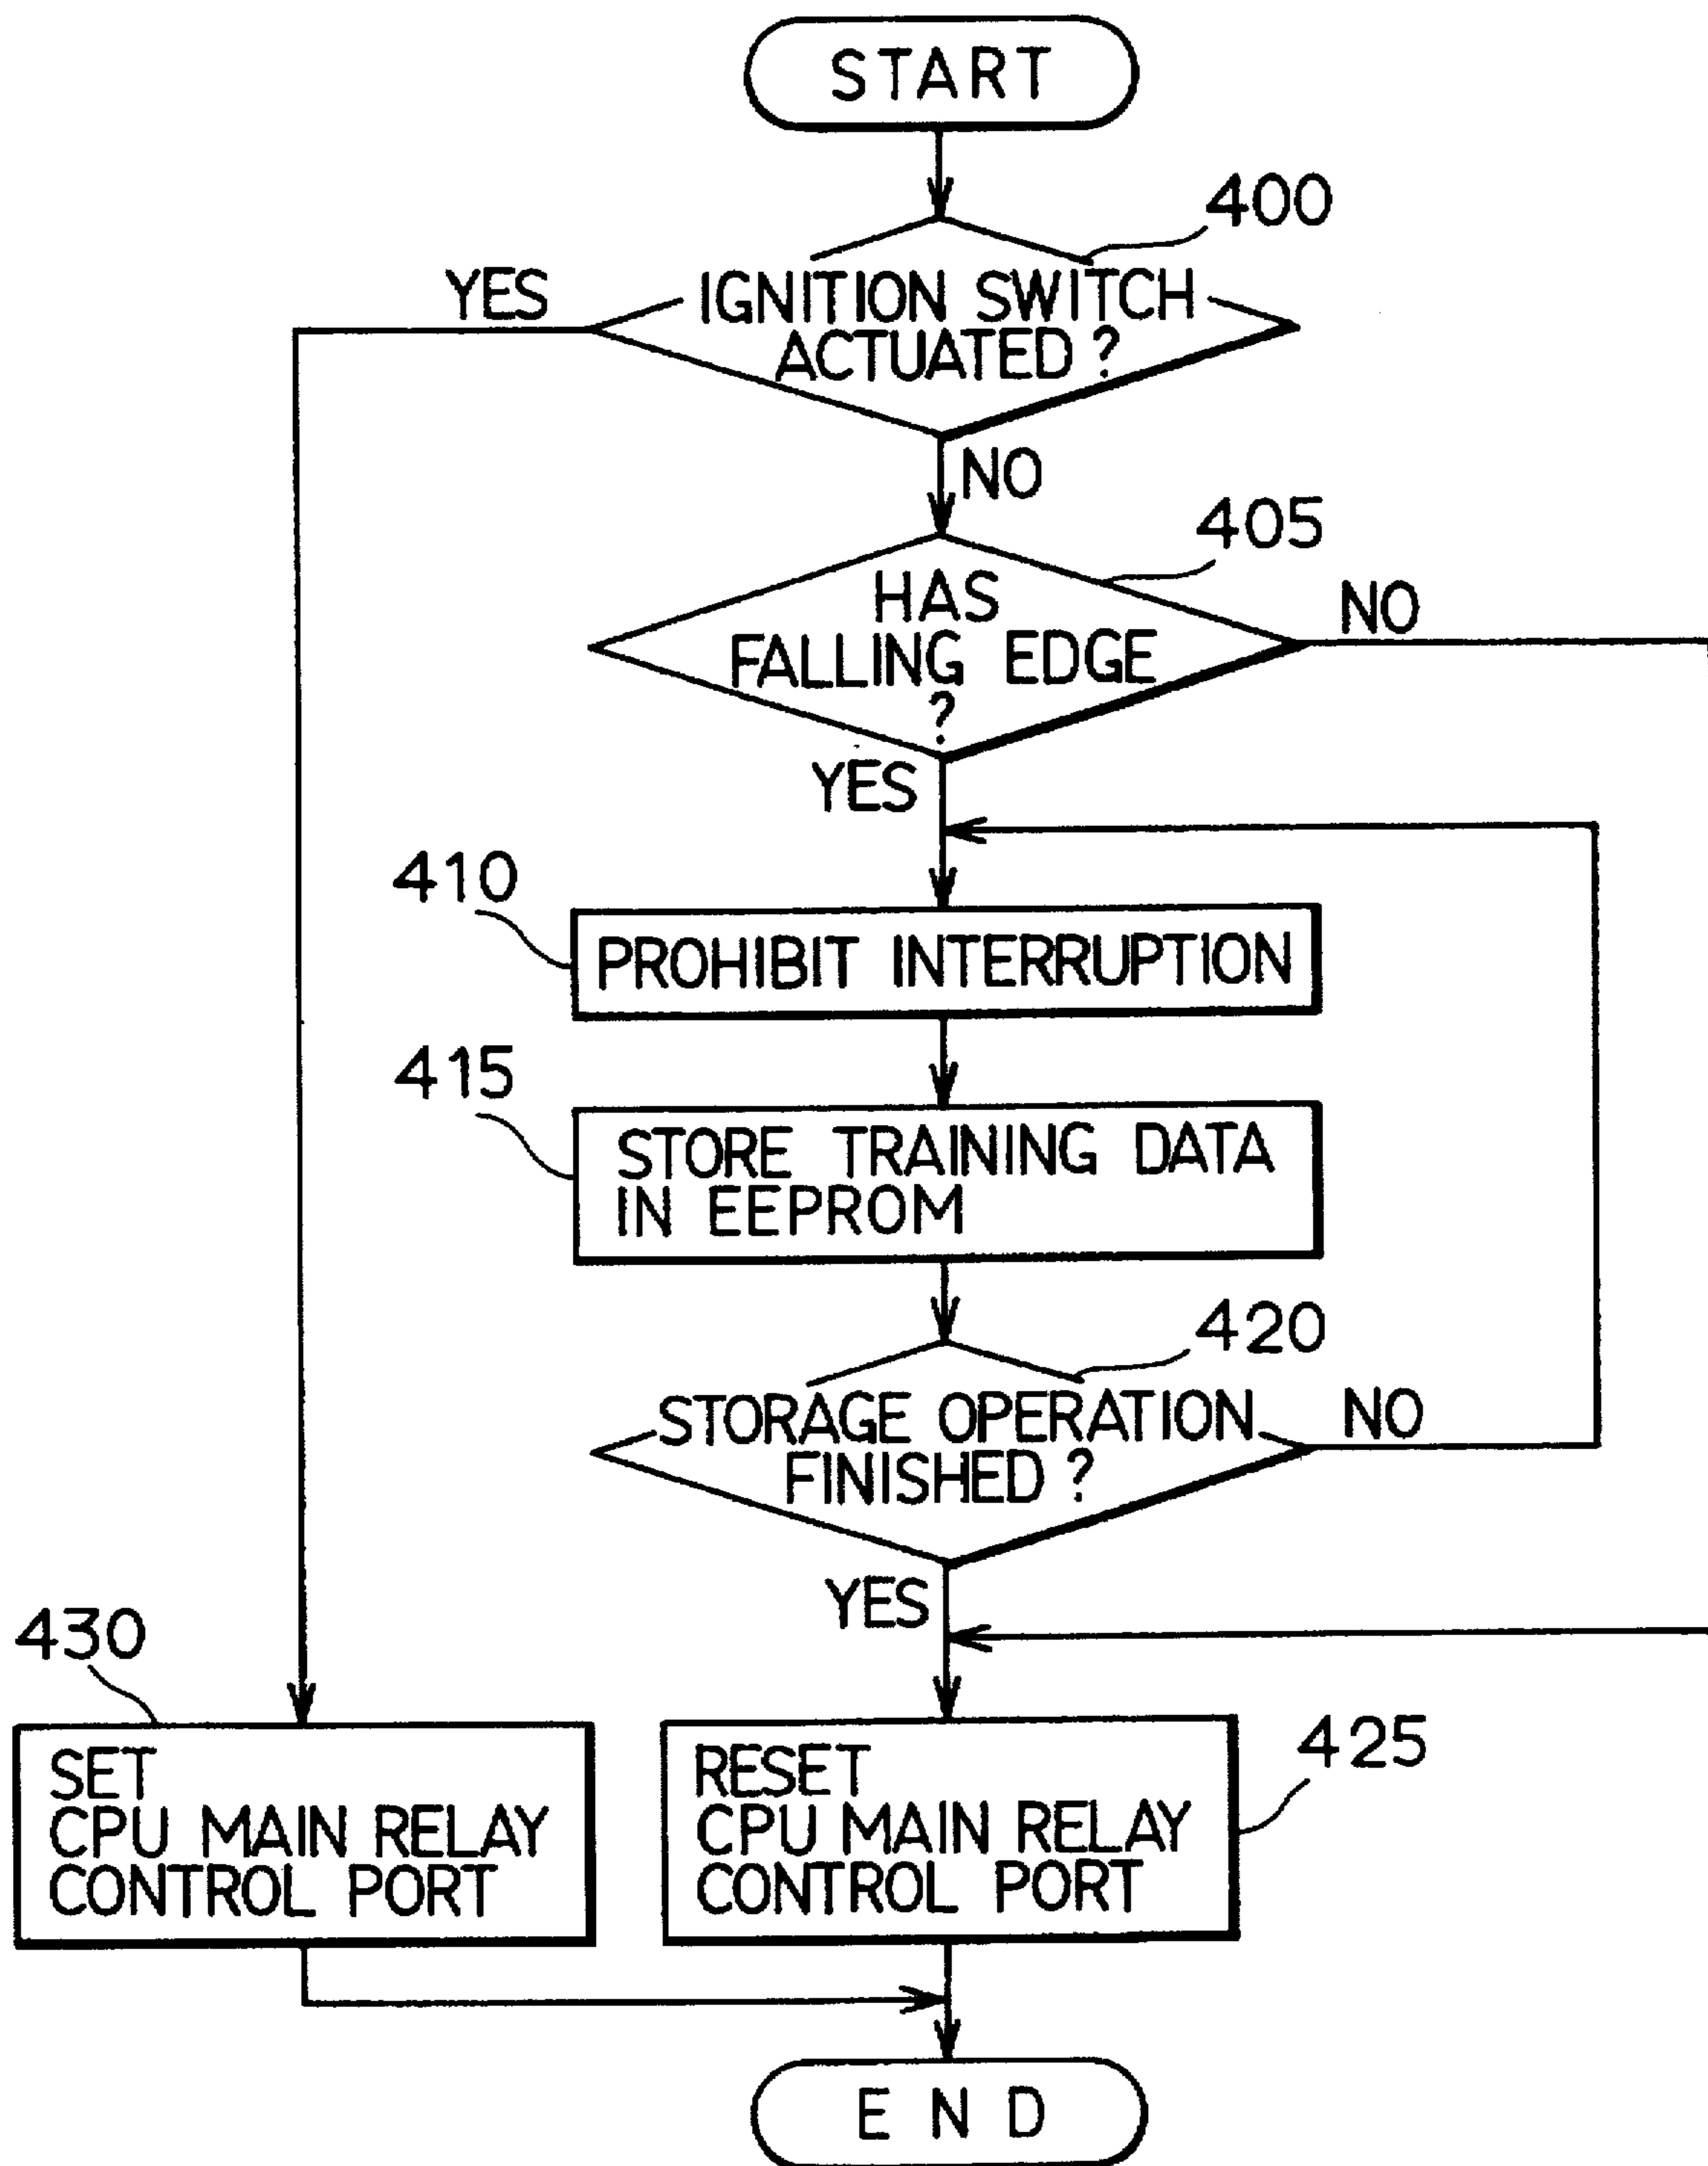 START
400
YES
IGNITION SWITCH
ACTUATED ?
NO
405
HAS
FALLING EDGE
?
NO
YES
410
PROHIBIT INTERRUPTION
415
STORE TRAINING DATA
IN EEPROM
420
STORAGE OPERATION
FINISHED ?
NO
YES
430
SET
CPU MAIN RELAY
CONTROL PORT
RESET
CPU MAIN RELAY
CONTROL PORT
425
END